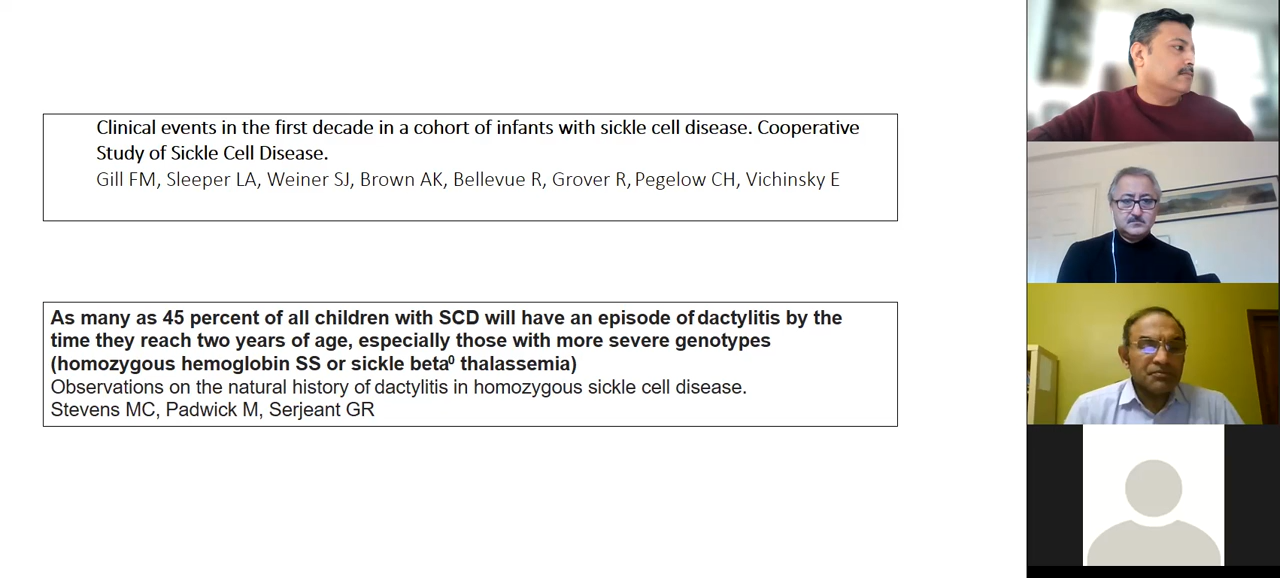 Clinical events in the first decade in a cohort of infants with sickle cell disease. Cooperative
Study of Sickle Cell Disease.
Gill FM, Sleeper LA, Weiner SJ, Brown AK, Bellevue R, Grover R, Pegelow CH, Vichinsky E
As many as 45 percent of all children with SCD will have an episode of dactylitis by the
time they reach two years of age, especially those with more severe genotypes
(homozygous hemoglobin SS or sickle beta⁰ thalassemia)
Observations on the natural history of dactylitis in homozygous sickle cell disease.
Stevens MC, Padwick M, Serjeant GR